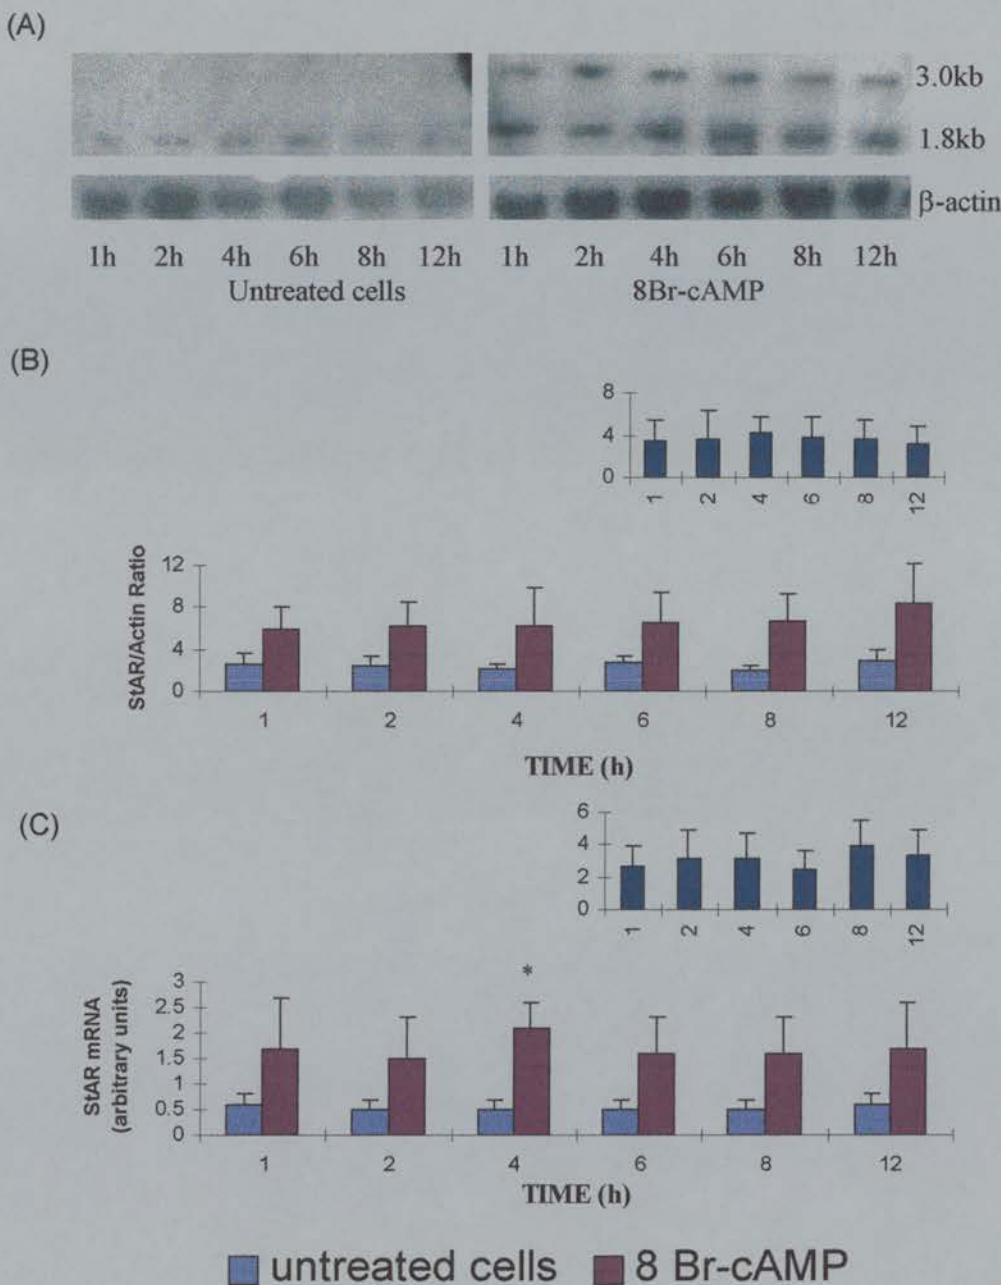 (A)
3.0kb
1.8kb
β-actin
1h 2h 4h 6h 8h 12h 1h 2h 4h 6h 8h 12h
Untreated cells 8Br-cAMP
(B)
8
4
0
1 2 4 6 8 12
StAR/Actin Ratio
12
8
4
0
1 2 4 6 8 12
TIME (h)
(C)
6
4
2
0
1 2 4 6 8 12
*
StAR mRNA
(arbitrary units)
3
2.5
2
1.5
1
0.5
0
1 2 4 6 8 12
TIME (h)
untreated cells 8 Br-cAMP